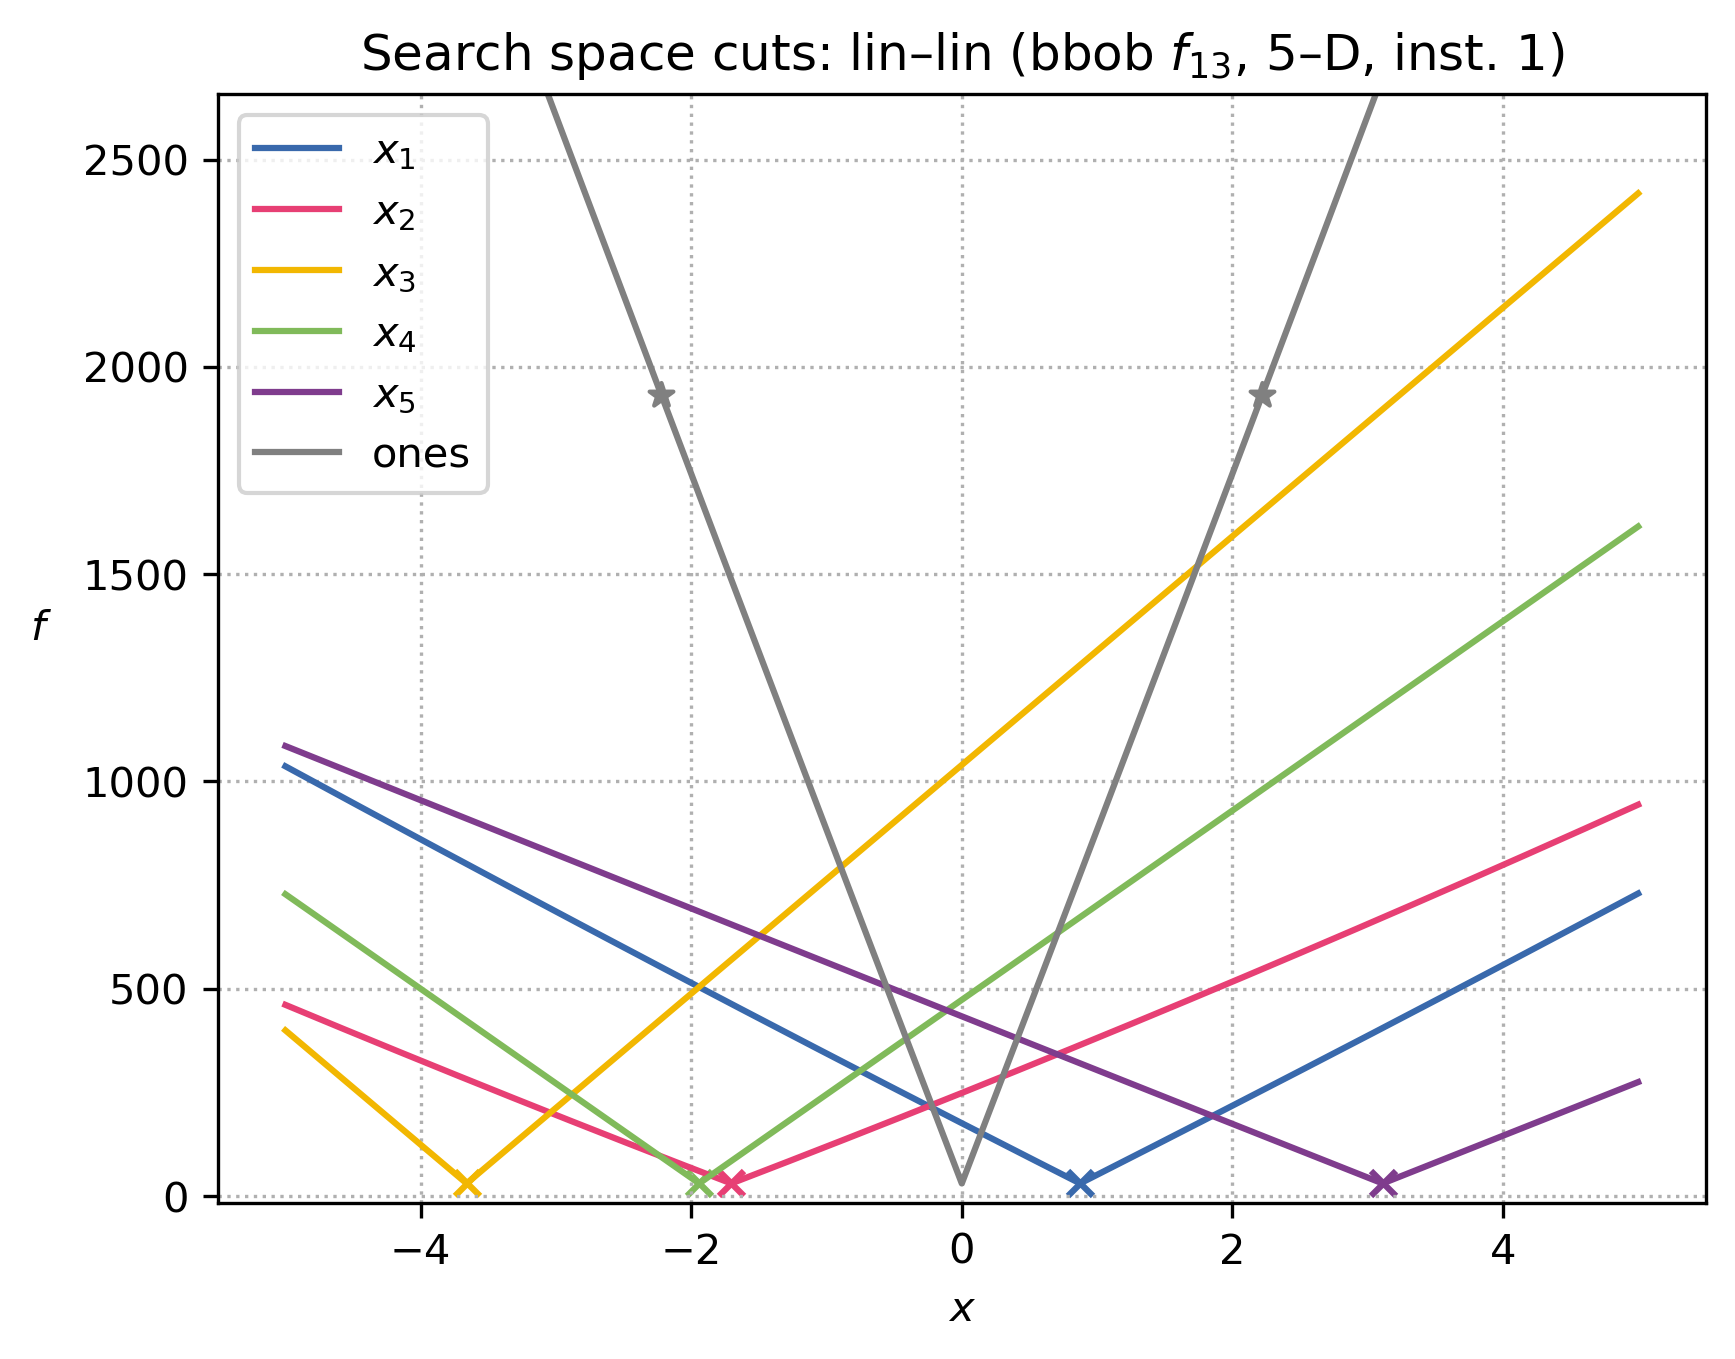 Search space cuts: lin–lin (bbob f₁₃, 5–D, inst. 1)
x₁
x₂
x₃
x₄
x₅
ones
2500
2000
1500
1000
500
0
f
−4 −2 0 2 4
x